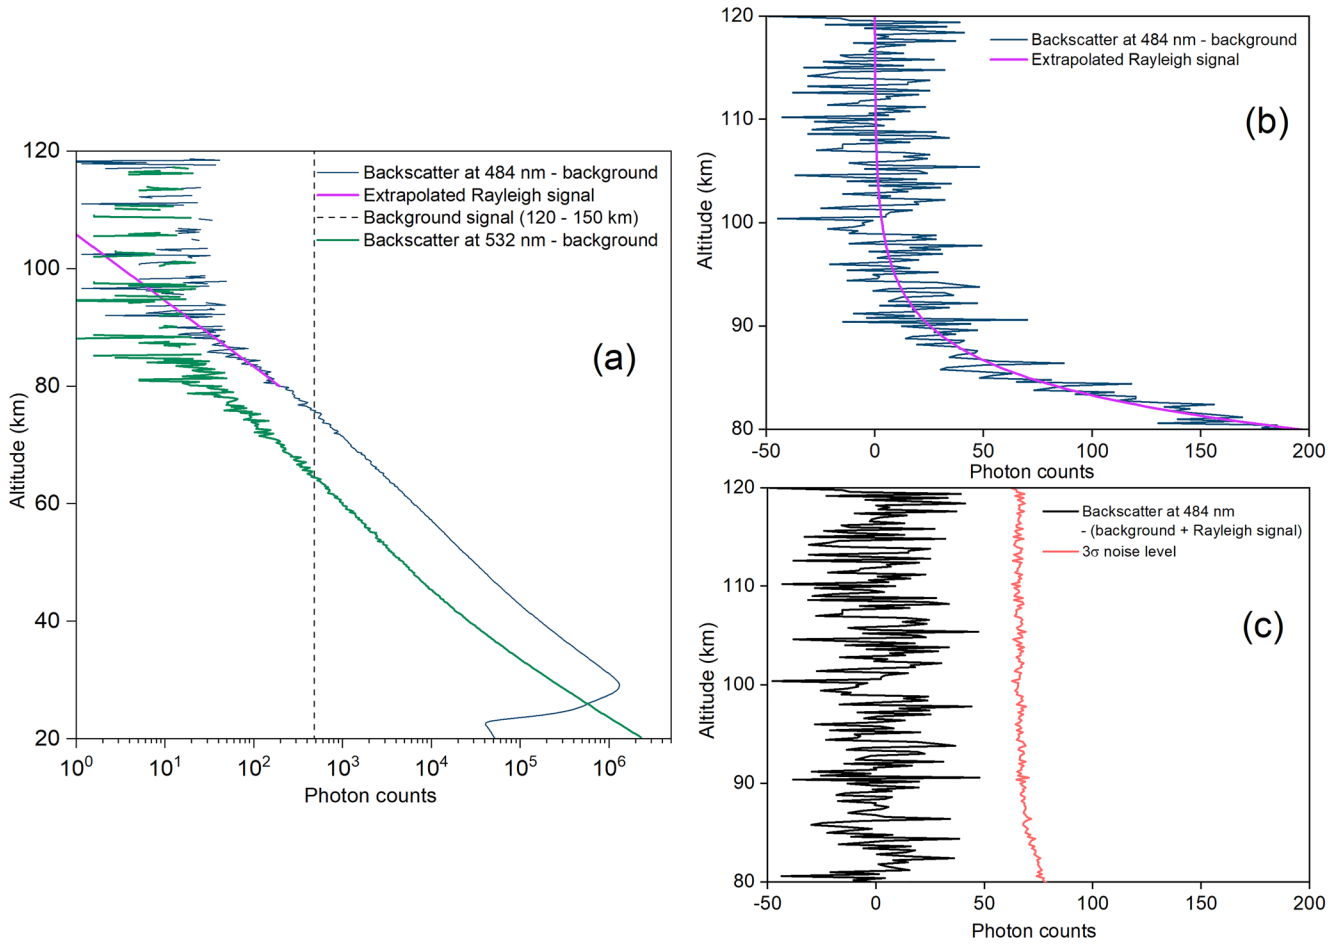 120
100
80
60
40
20
Altitude (km)
10⁰
10¹
10²
10³
10⁴
10⁵
10⁶
Photon counts
Backscatter at 484 nm - background
Extrapolated Rayleigh signal
Background signal (120 - 150 km)
Backscatter at 532 nm - background
(a)
120
110
100
90
80
Altitude (km)
-50
0
50
100
150
200
Photon counts
Backscatter at 484 nm - background
Extrapolated Rayleigh signal
(b)
120
110
100
90
80
Altitude (km)
-50
0
50
100
150
200
Photon counts
Backscatter at 484 nm
- (background + Rayleigh signal)
3σ noise level
(c)